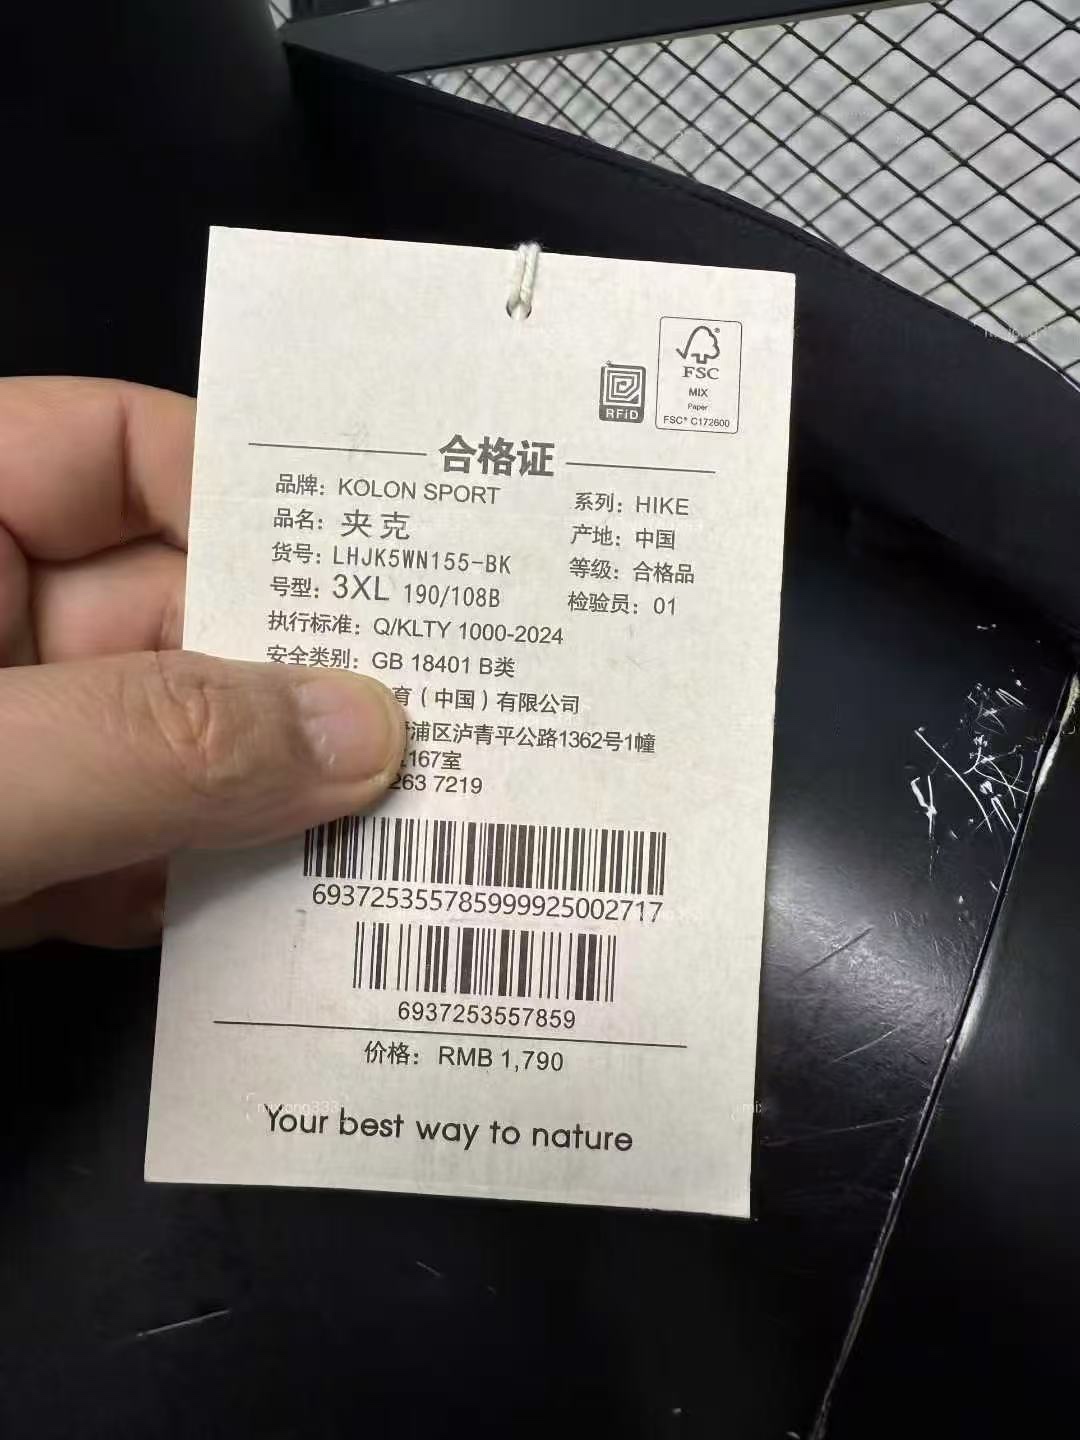 RFiD
FSC
MIX
Paper
FSC® C172600
合格证
品牌：KOLON SPORT
系列：HIKE
品名：夹克
产地：中国
货号：LHJK5WN155-BK
等级：合格品
号型：3XL 190/108B
检验员：01
执行标准：Q/KLTY 1000-2024
安全类别：GB 18401 B类
育（中国）有限公司
浦区沪青平公路1362号1幢
167室
263 7219
693725355785999925002717
6937253557859
价格：RMB 1,790
Your best way to nature